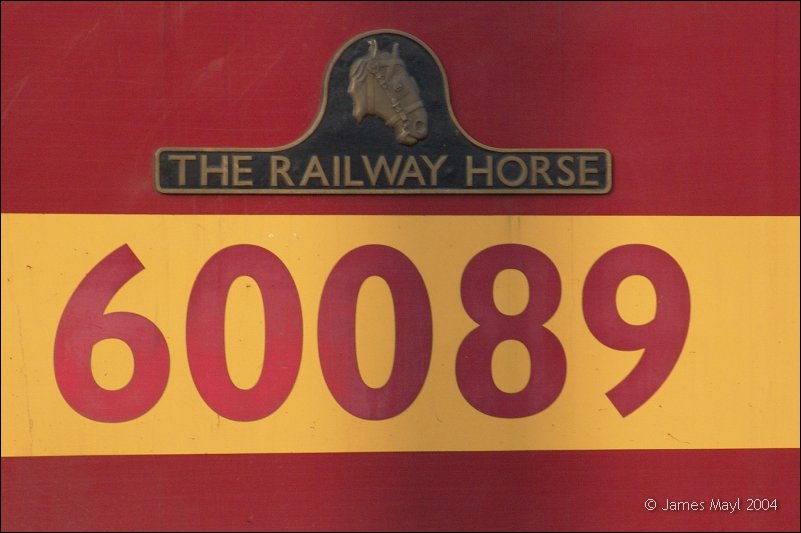 THE RAILWAY HORSE
60089
© James Mayl 2004